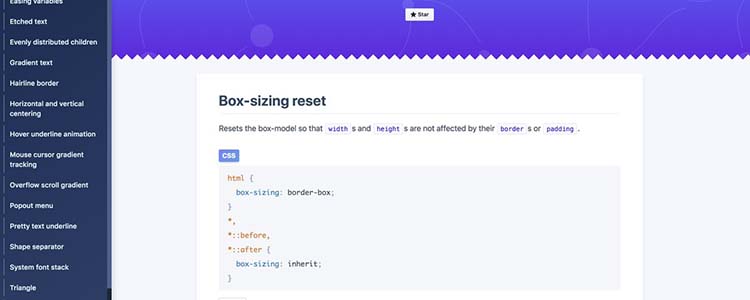 Easing variables
Etched text
Evenly distributed children
Gradient text
Hairline border
Horizontal and vertical
centering
Hover underline animation
Mouse cursor gradient
tracking
Overflow scroll gradient
Popout menu
Pretty text underline
Shape separator
System font stack
Triangle
★ Star
Box-sizing reset
Resets the box-model so that width s and height s are not affected by their border s or padding .
CSS
html {
  box-sizing: border-box;
}
*,
*::before,
*::after {
  box-sizing: inherit;
}